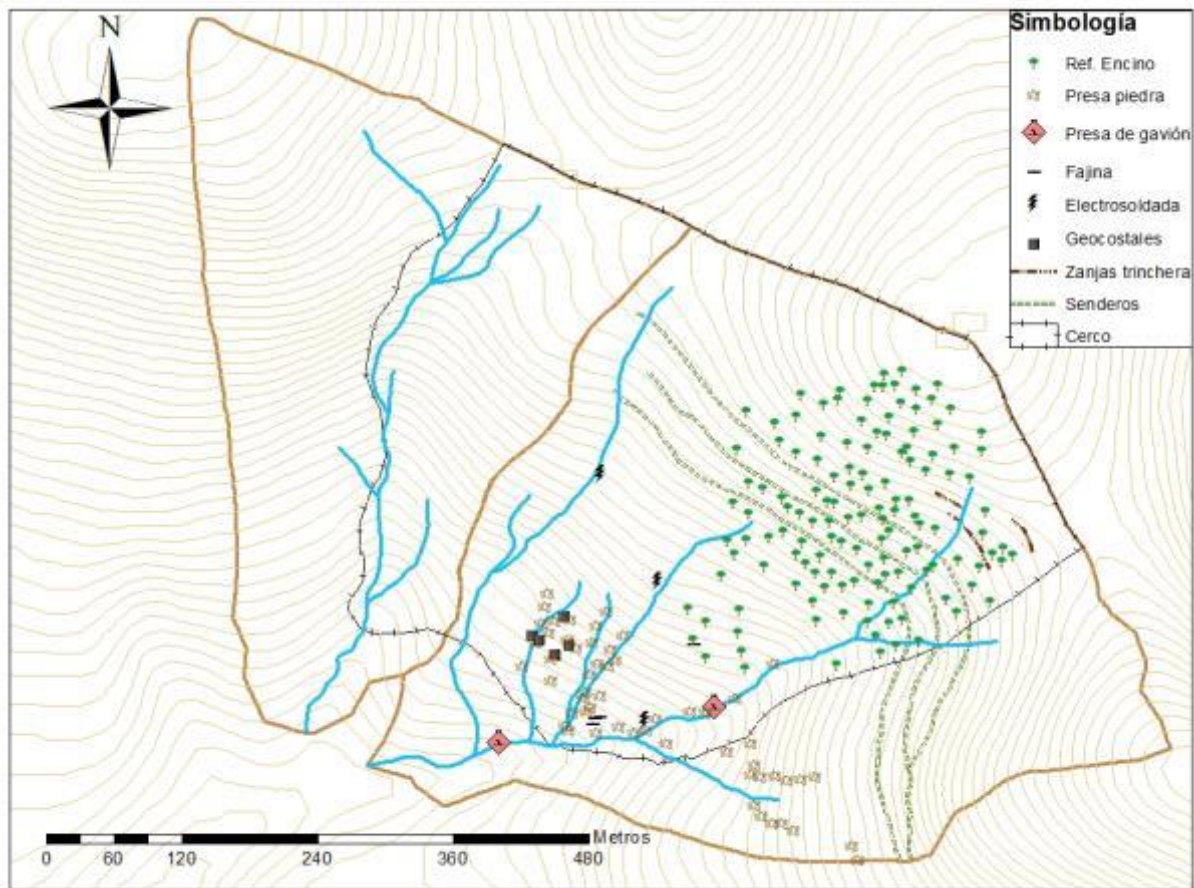 N
Simbología
Ref. Encino
Presa piedra
Presa de gavión
Fajina
Electrosoldada
Geocostales
Zanjas trinchera
Senderos
Cerco
Metros
0 60 120 240 360 480